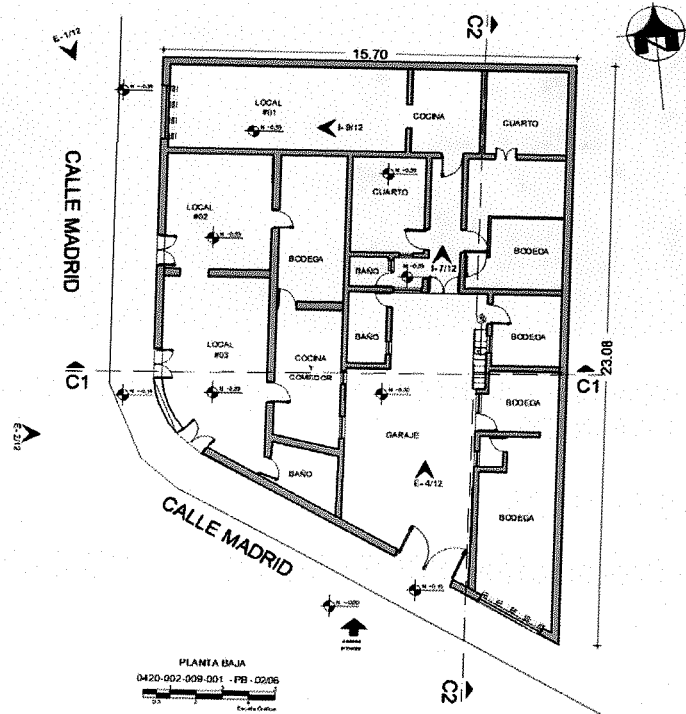 C2
E-1/12
15.70
LOCAL
#01
COCINA
CUARTO
I-9/12
CUARTO
CALLE MADRID
LOCAL
#02
BODEGA
BODEGA
I-7/12
BAÑO
BAÑO
BODEGA
LOCAL
#03
COCINA
Y
COMEDOR
23.08
C1
C1
BODEGA
GARAJE
E-2/12
BAÑO
E-4/12
BODEGA
CALLE MADRID
C2
PLANTA BAJA
0420-002-009-001 -PB -02/06
Escala Gráfica